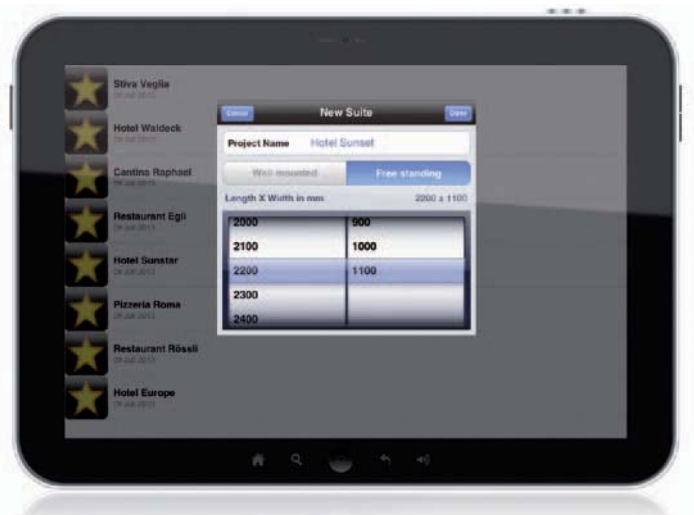 Stiva Veglia
Hotel Waldeck
Cantina Raphael
Restaurant Egli
Hotel Sunstar
Pizzeria Roma
Restaurant Rössli
Hotel Europe
Cancel New Suite Done
Project Name Hotel Sunset
Wall mounted Free standing
Length X Width in mm 2200 x 1100
2000 900
2100 1000
2200 1100
2300
2400